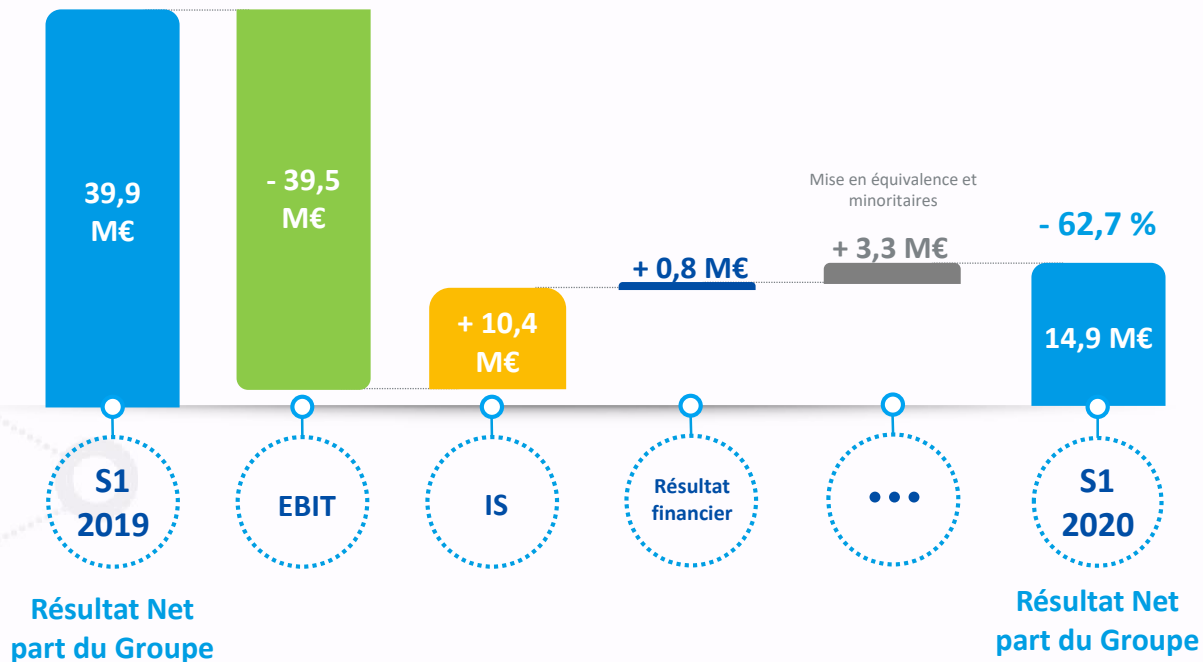 39,9
M€
- 39,5
M€
+ 10,4
M€
+ 0,8 M€
Mise en équivalence et
minoritaires
+ 3,3 M€
- 62,7 %
14,9 M€
S1
2019
EBIT
IS
Résultat
financier
...
S1
2020
Résultat Net
part du Groupe
Résultat Net
part du Groupe